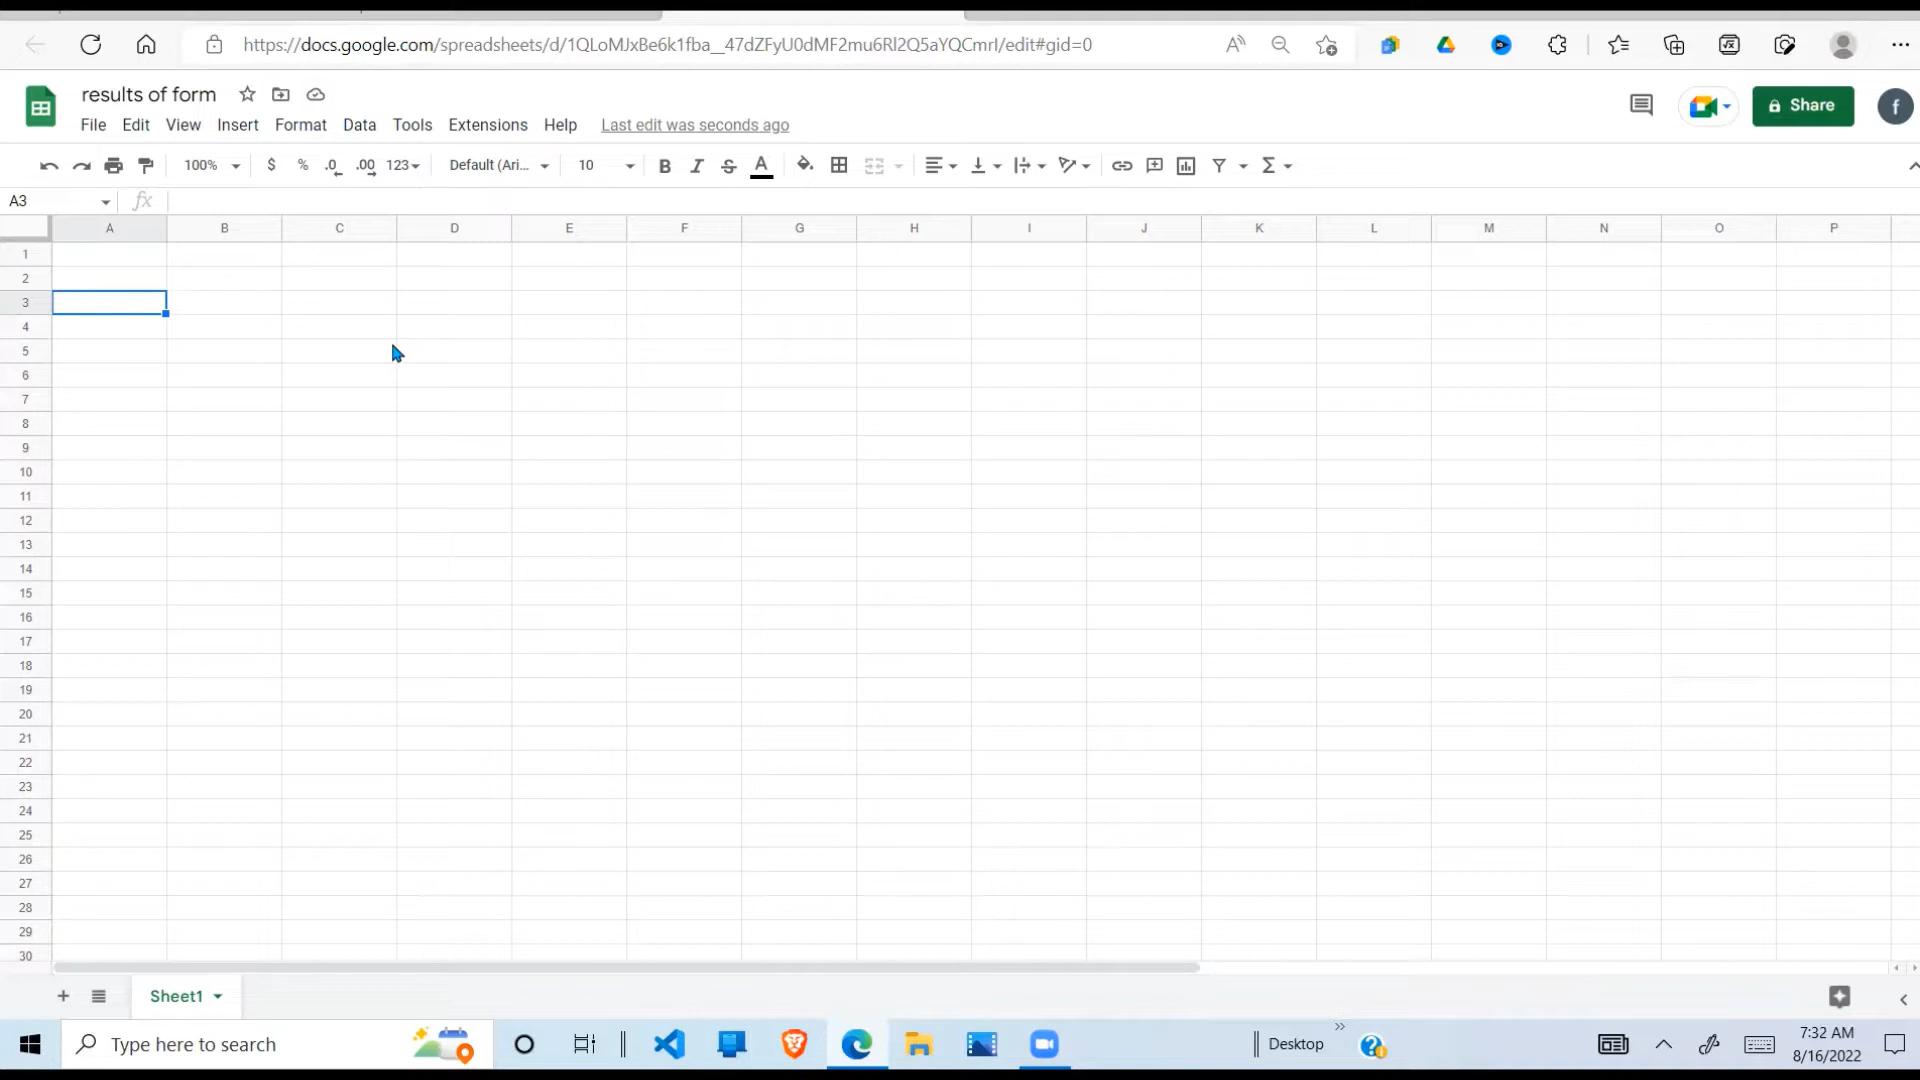 https://docs.google.com/spreadsheets/d/1QLoMJxBe6k1fba__47dZFyU0dMF2mu6Rl2Q5aYQCmrI/edit#gid=0
results of form
File Edit View Insert Format Data Tools Extensions Help Last edit was seconds ago
Share
f
100% $ % .0 .00 123 Default (Ari... 10 B I S A Σ
A3 fx
A B C D E F G H I J K L M N O P
1
2
3
4
5
6
7
8
9
10
11
12
13
14
15
16
17
18
19
20
21
22
23
24
25
26
27
28
29
30
+ Sheet1
Type here to search
Desktop
7:32 AM
8/16/2022